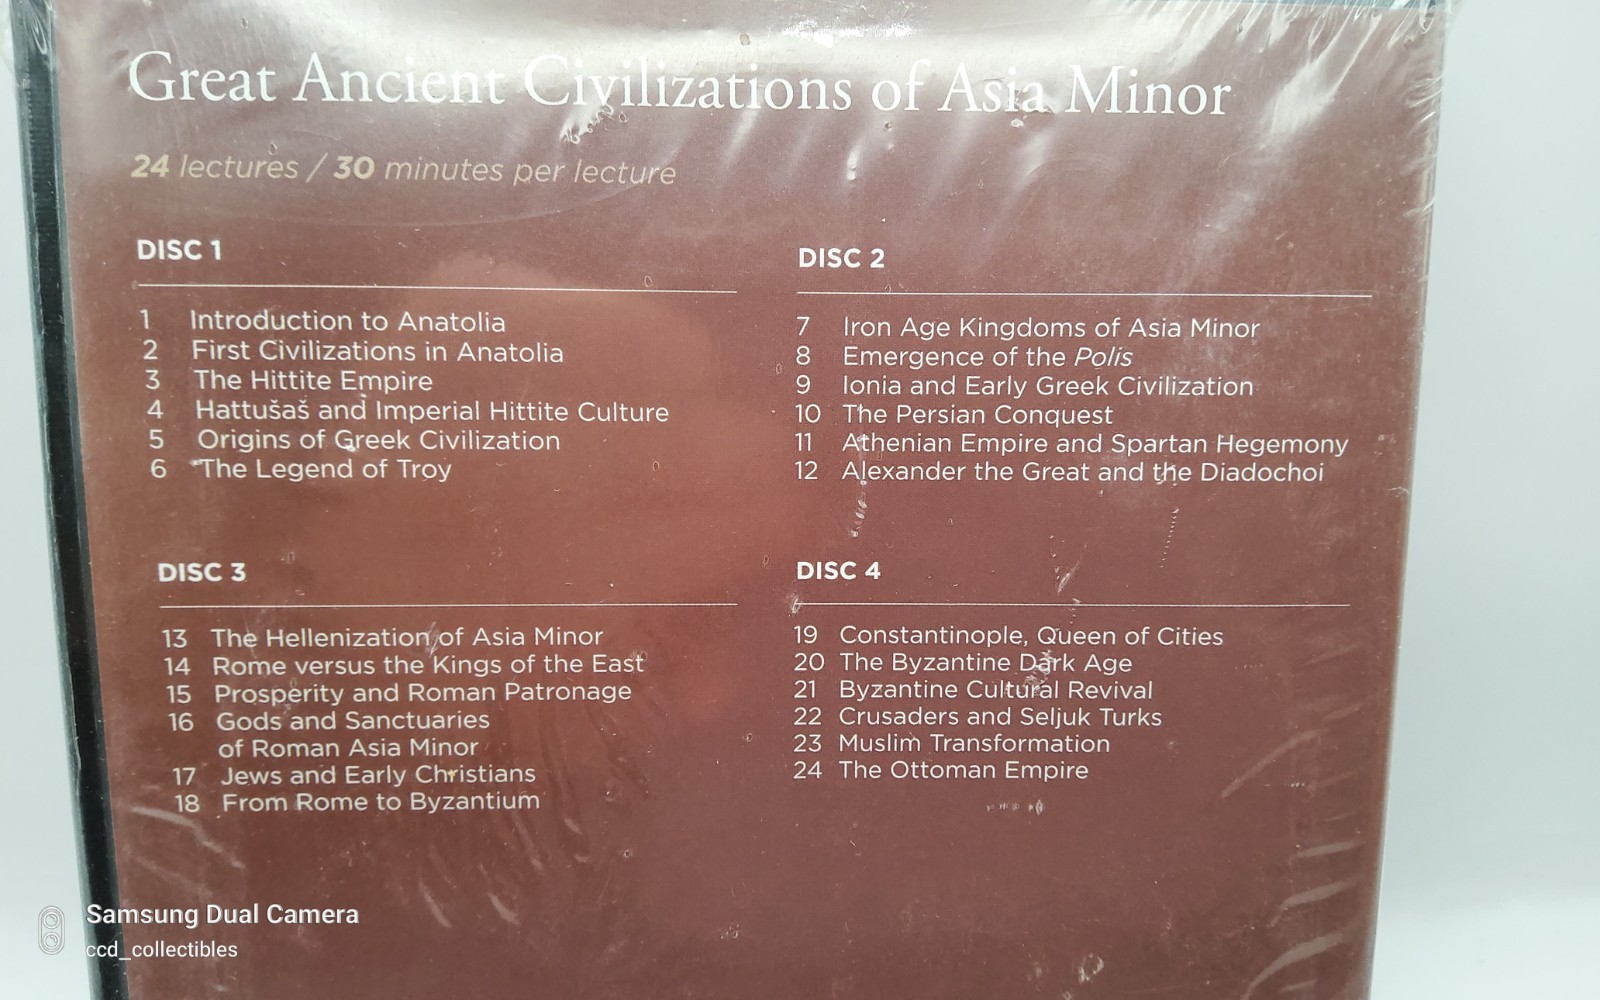 Great Ancient Civilizations of Asia Minor
24 lectures / 30 minutes per lecture
DISC 1
1 Introduction to Anatolia
2 First Civilizations in Anatolia
3 The Hittite Empire
4 Hattušaš and Imperial Hittite Culture
5 Origins of Greek Civilization
6 The Legend of Troy
DISC 2
7 Iron Age Kingdoms of Asia Minor
8 Emergence of the Polis
9 Ionia and Early Greek Civilization
10 The Persian Conquest
11 Athenian Empire and Spartan Hegemony
12 Alexander the Great and the Diadochoi
DISC 3
13 The Hellenization of Asia Minor
14 Rome versus the Kings of the East
15 Prosperity and Roman Patronage
16 Gods and Sanctuaries
of Roman Asia Minor
17 Jews and Early Christians
18 From Rome to Byzantium
DISC 4
19 Constantinople, Queen of Cities
20 The Byzantine Dark Age
21 Byzantine Cultural Revival
22 Crusaders and Seljuk Turks
23 Muslim Transformation
24 The Ottoman Empire
Samsung Dual Camera
ccd_collectibles